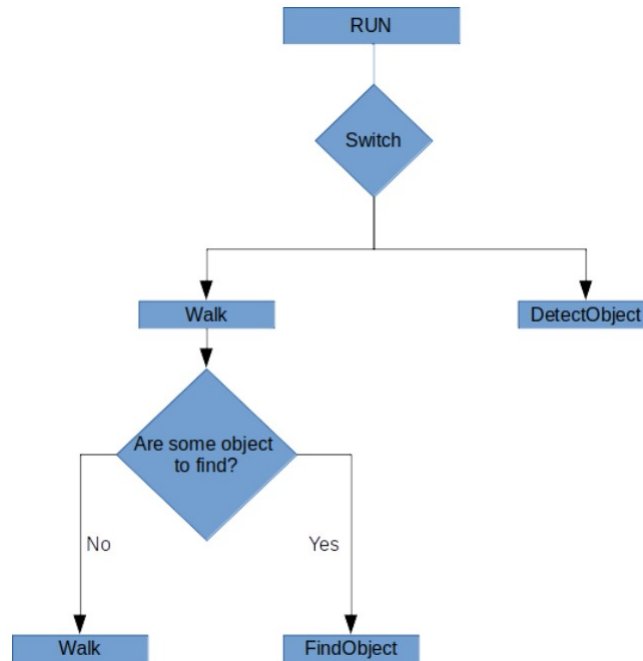 RUN
Switch
Walk
DetectObject
Are some object
to find?
No
Yes
Walk
FindObject